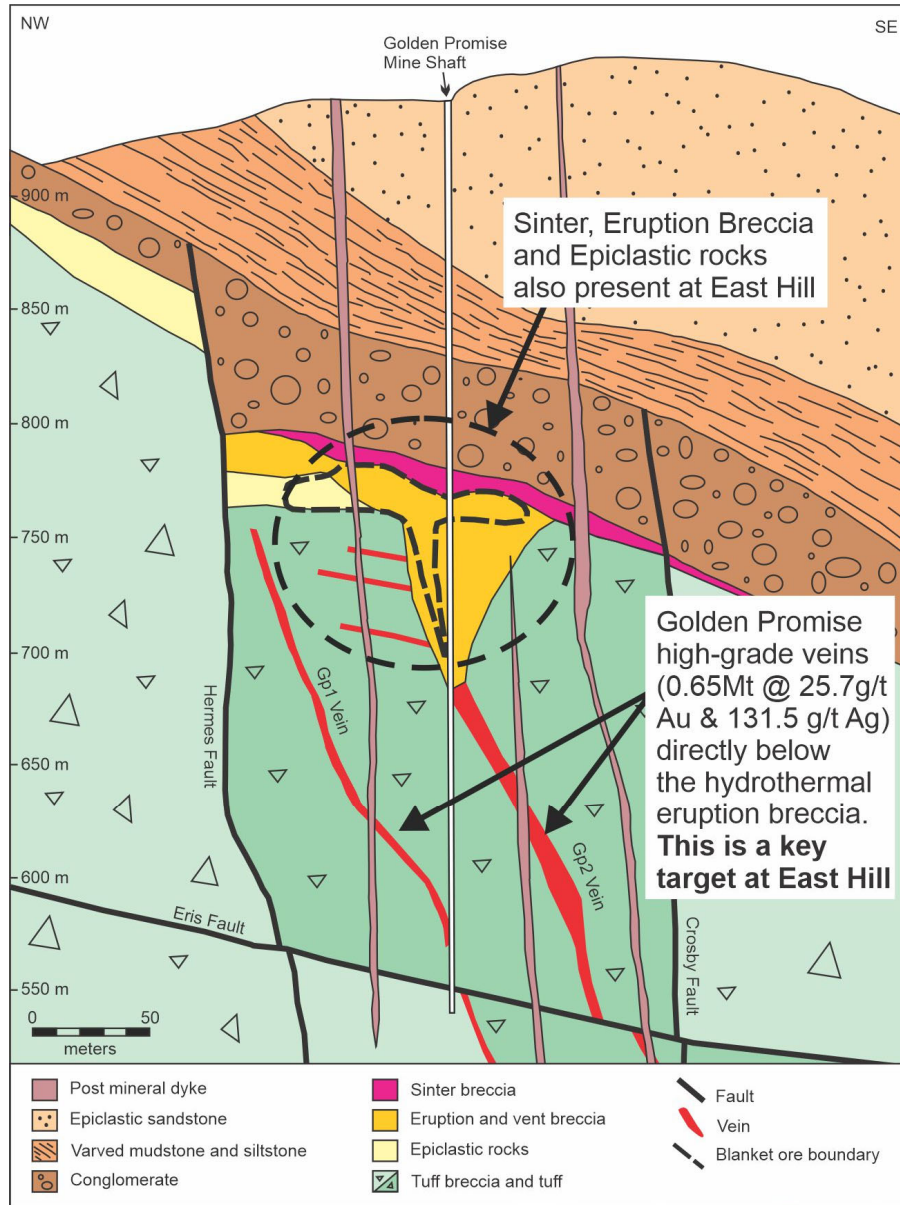 NW
SE
Golden Promise
Mine Shaft
900 m
850 m
800 m
750 m
700 m
650 m
600 m
550 m
Sinter, Eruption Breccia
and Epiclastic rocks
also present at East Hill
Golden Promise
high-grade veins
(0.65Mt @ 25.7g/t
Au & 131.5 g/t Ag)
directly below
the hydrothermal
eruption breccia.
This is a key
target at East Hill
Hermes Fault
Gp1 Vein
Gp2 Vein
Eris Fault
Crosby Fault
0 50
meters
Post mineral dyke
Epiclastic sandstone
Varved mudstone and siltstone
Conglomerate
Sinter breccia
Eruption and vent breccia
Epiclastic rocks
Tuff breccia and tuff
Fault
Vein
Blanket ore boundary